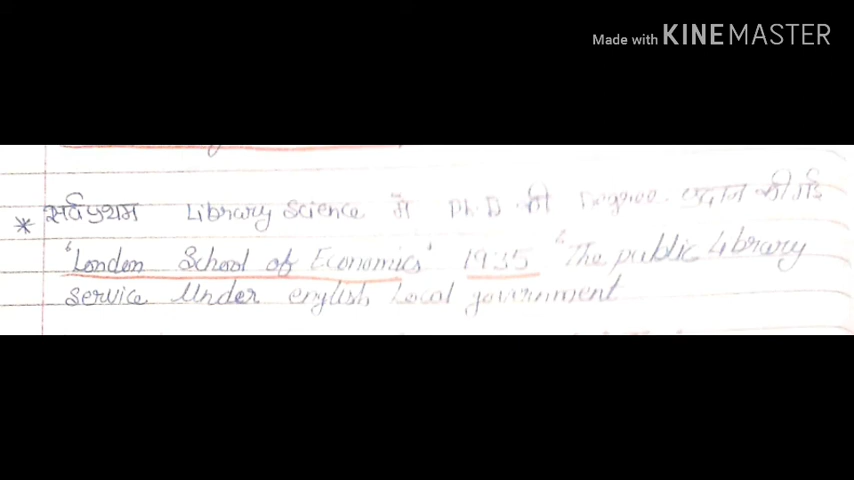 Made with KINEMASTER
* सर्वप्रथम Library Science में Ph.D की Degree प्रदान की गई
'London School of Economics' 1935 "The public Library
service Under english Local government